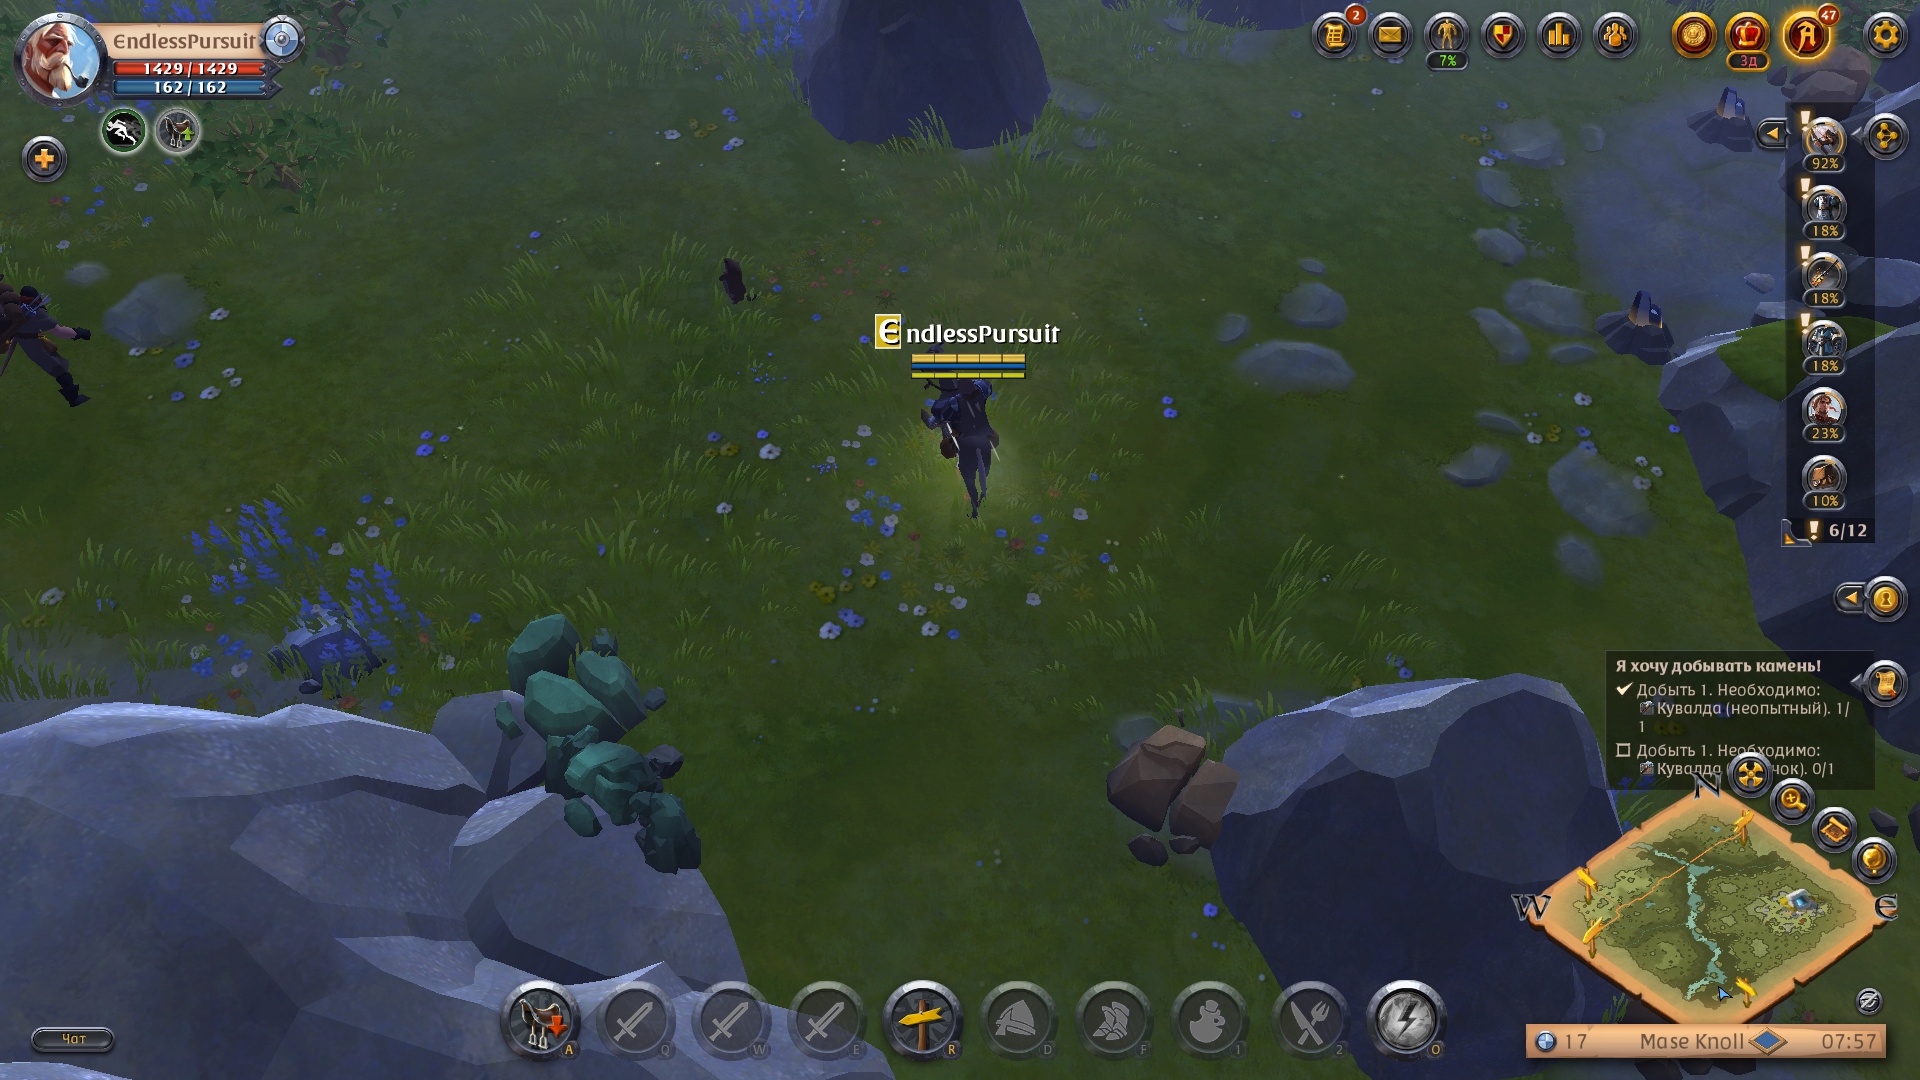 EndlessPursuit
1429 / 1429
162 / 162
2
7%
3д
47
92%
18%
18%
18%
23%
10%
6/12
EndlessPursuit
Я хочу добывать камень!
Добыть 1. Необходимо:
Кувалда (неопытный). 1/
1
Добыть 1. Необходимо:
Кувалда
чок). 0/1
N
W
E
Чат
A
Q
W
E
R
D
F
1
2
O
17
Mase Knoll
07:57